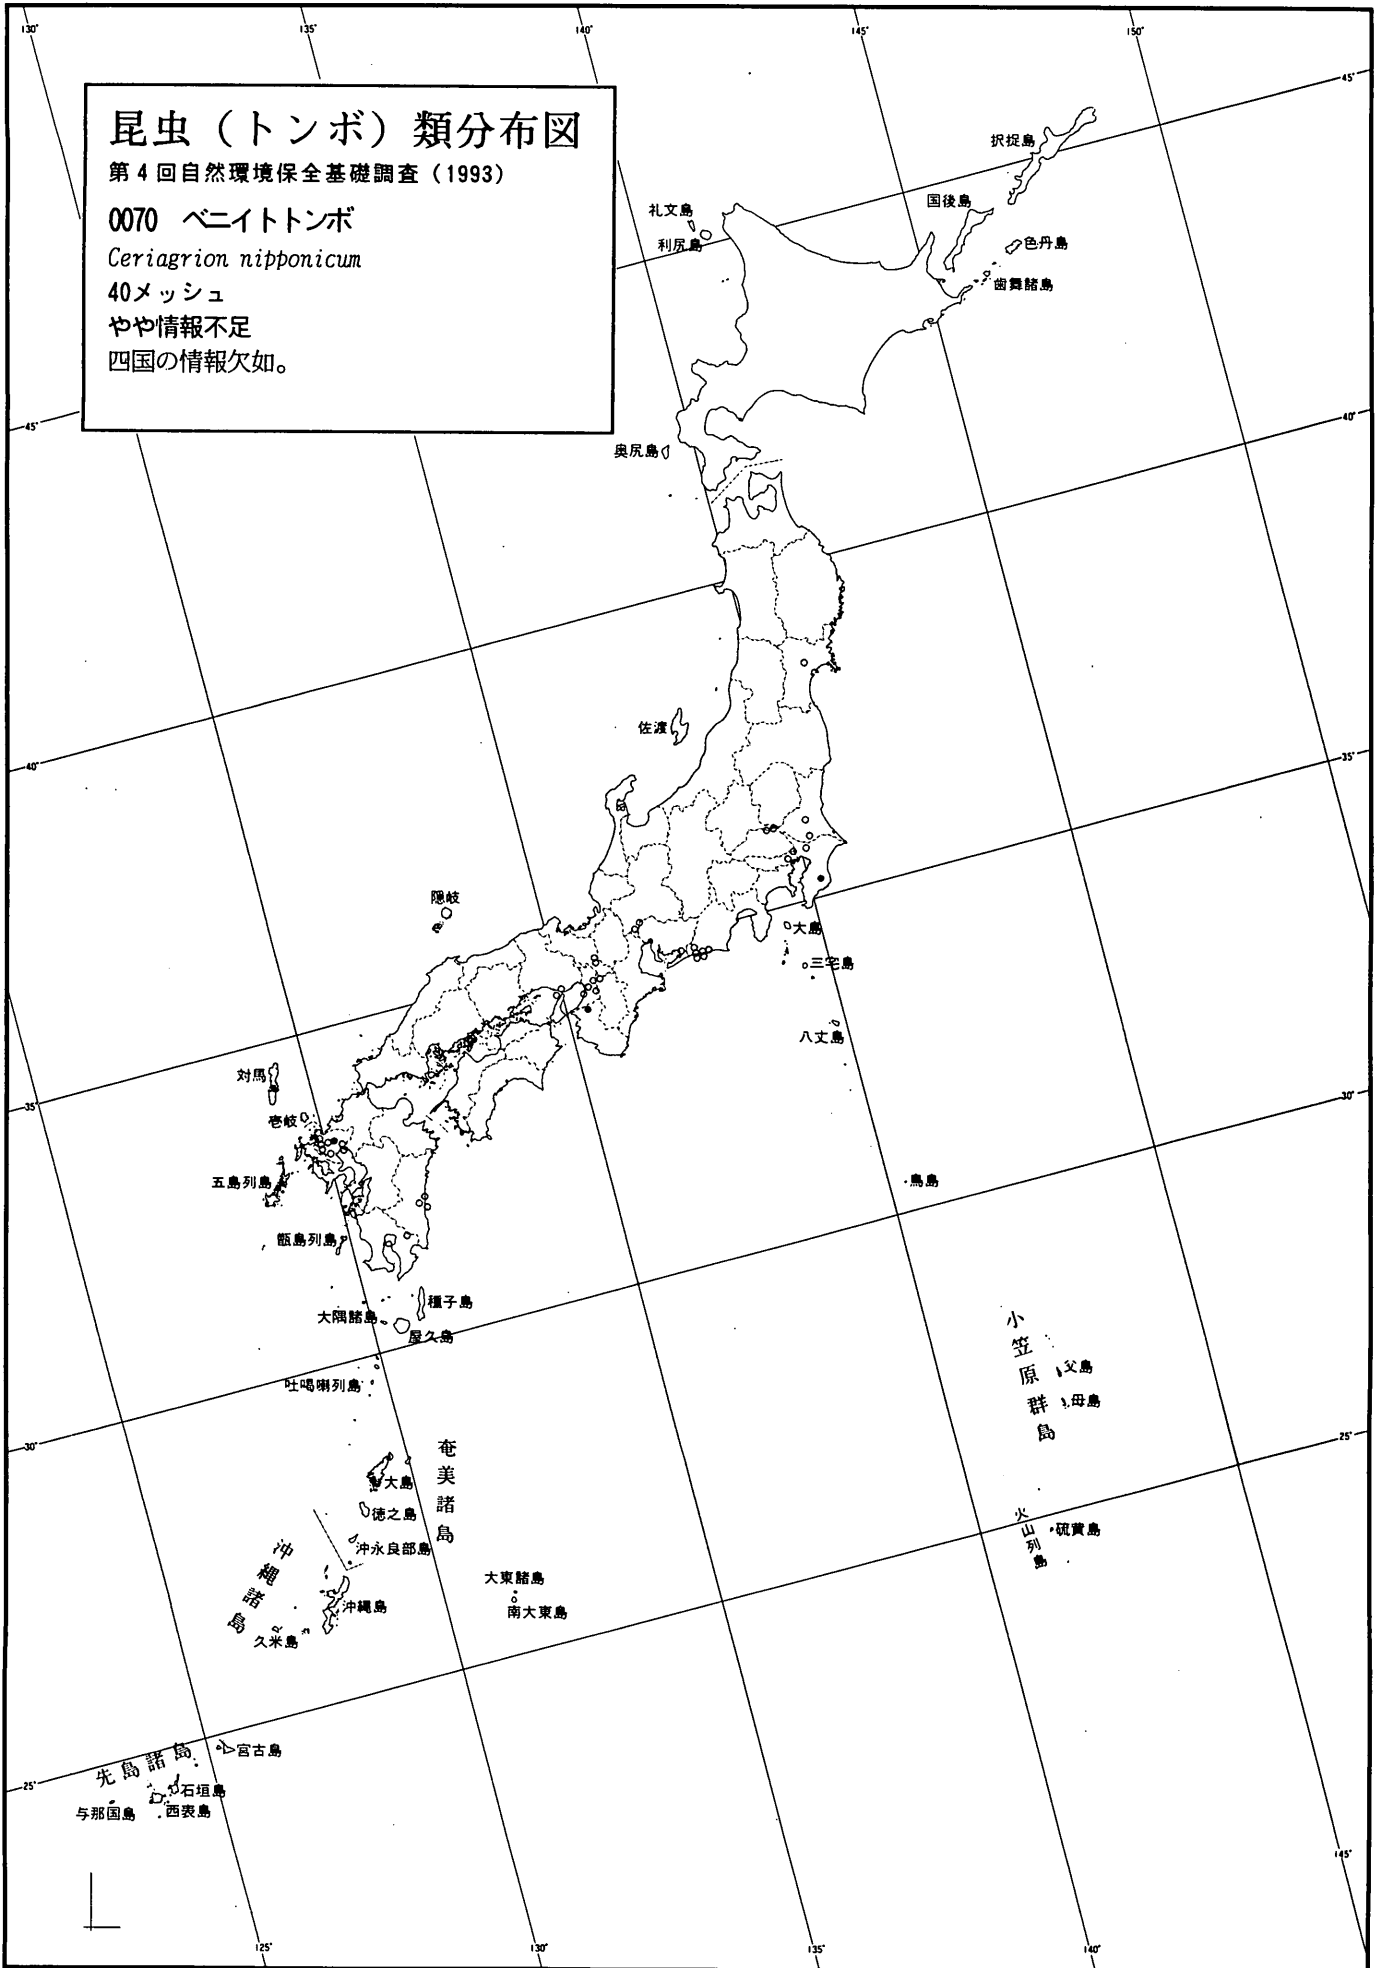 130°
135°
140°
145°
150°
45°
昆虫（トンボ）類分布図
第4回自然環境保全基礎調査（1993）
0070 ベニイトトンボ
Ceriagrion nipponicum
40メッシュ
やや情報不足
四国の情報欠如。
択捉島
国後島
色丹島
歯舞諸島
礼文島
利尻島
45°
40°
奥尻島
佐渡
40°
35°
隠岐
大島
三宅島
八丈島
対馬
壱岐
35°
30°
五島列島
鳥島
甑島列島
種子島
大隅諸島
屋久島
吐喝喇列島
小笠原群島
父島
母島
30°
25°
奄美諸島
大島
徳之島
沖永良部島
火山列島
硫黄島
沖縄諸島
沖縄島
久米島
大東諸島
南大東島
先島諸島
宮古島
石垣島
西表島
与那国島
25°
145°
125°
130°
135°
140°